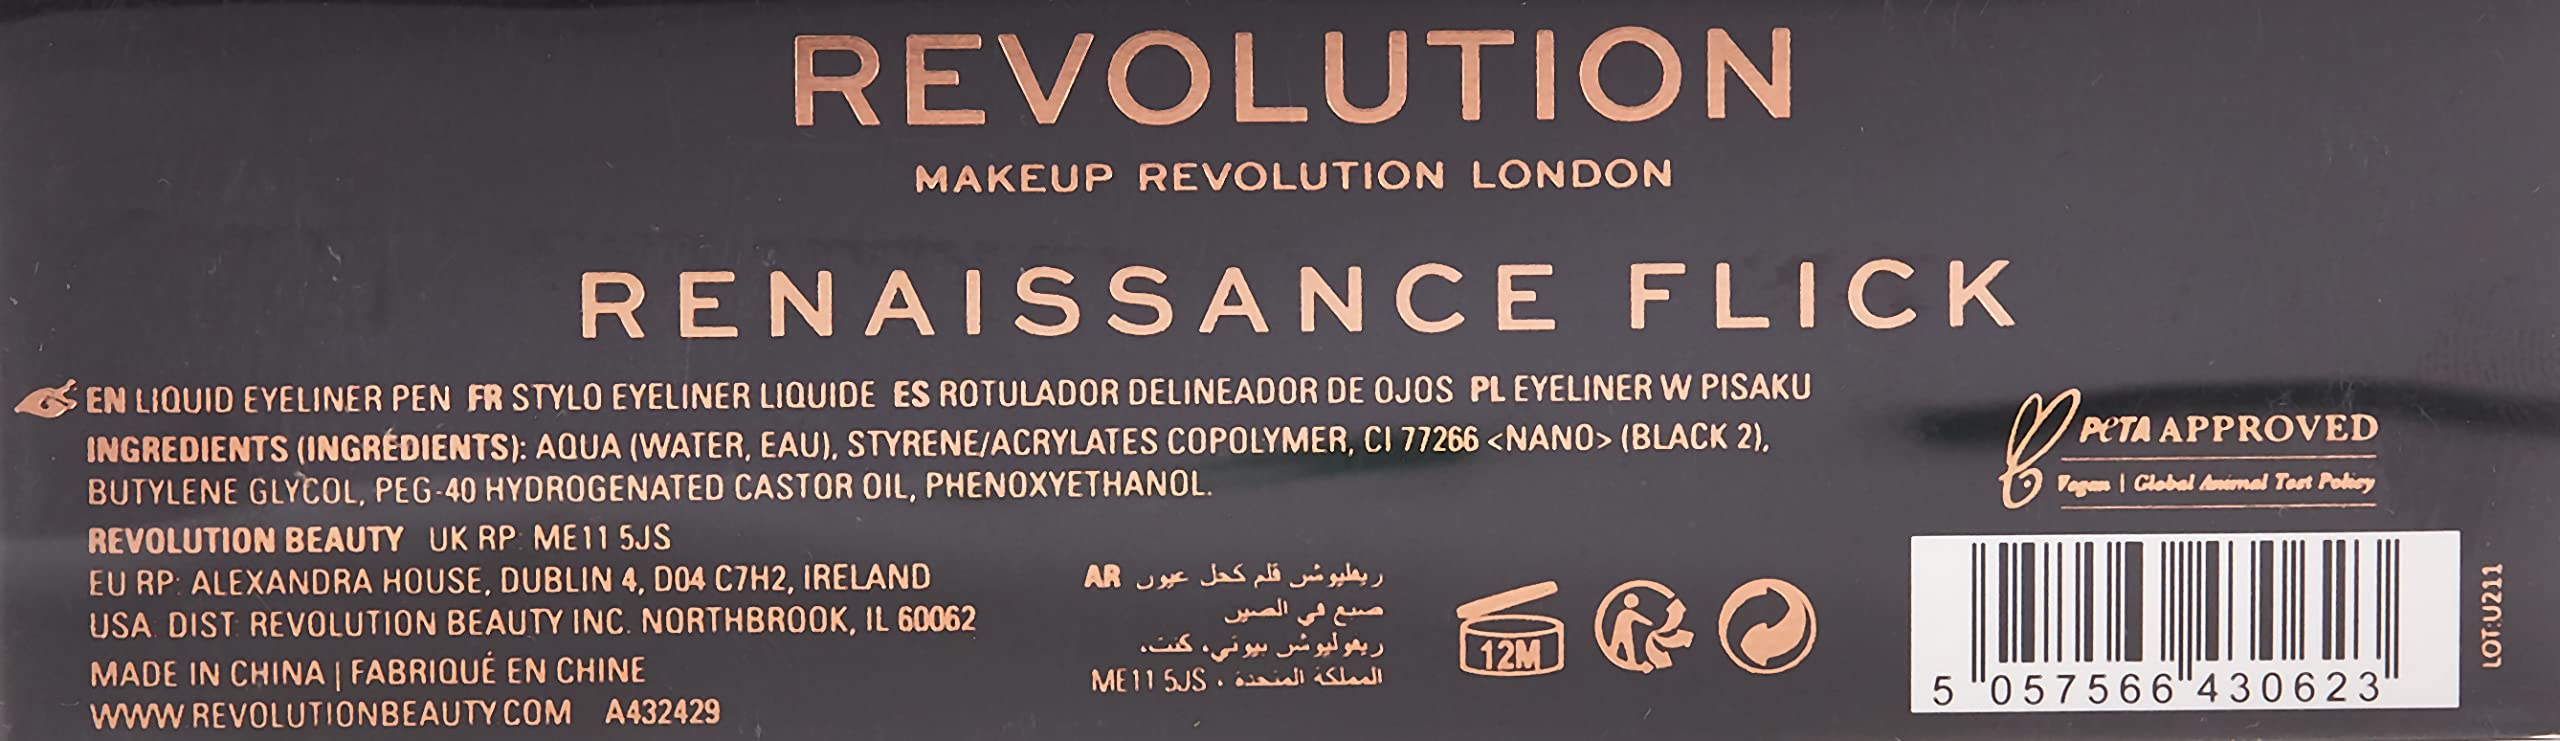 REVOLUTION
MAKEUP REVOLUTION LONDON
RENAISSANCE FLICK
EN LIQUID EYELINER PEN FR STYLO EYELINER LIQUIDE ES ROTULADOR DELINEADOR DE OJOS PL EYELINER W PISAKU
INGREDIENTS (INGRÉDIENTS): AQUA (WATER, EAU), STYRENE/ACRYLATES COPOLYMER, CI 77266 <NANO> (BLACK 2),
BUTYLENE GLYCOL, PEG-40 HYDROGENATED CASTOR OIL, PHENOXYETHANOL.
REVOLUTION BEAUTY UK RP: ME11 5JS
EU RP: ALEXANDRA HOUSE, DUBLIN 4, D04 C7H2, IRELAND
USA DIST: REVOLUTION BEAUTY INC. NORTHBROOK, IL 60062
MADE IN CHINA | FABRIQUÉ EN CHINE
WWW.REVOLUTIONBEAUTY.COM A432429
AR ريفليوشن قلم كحل عيون
صنع في الصين
ريفوليوشن بيوتي، كنت،
المملكة المتحدة ، ME11 5JS
12M
PETA APPROVED
Vegan | Global Animal Test Policy
5 057566 430623
LOT:U211